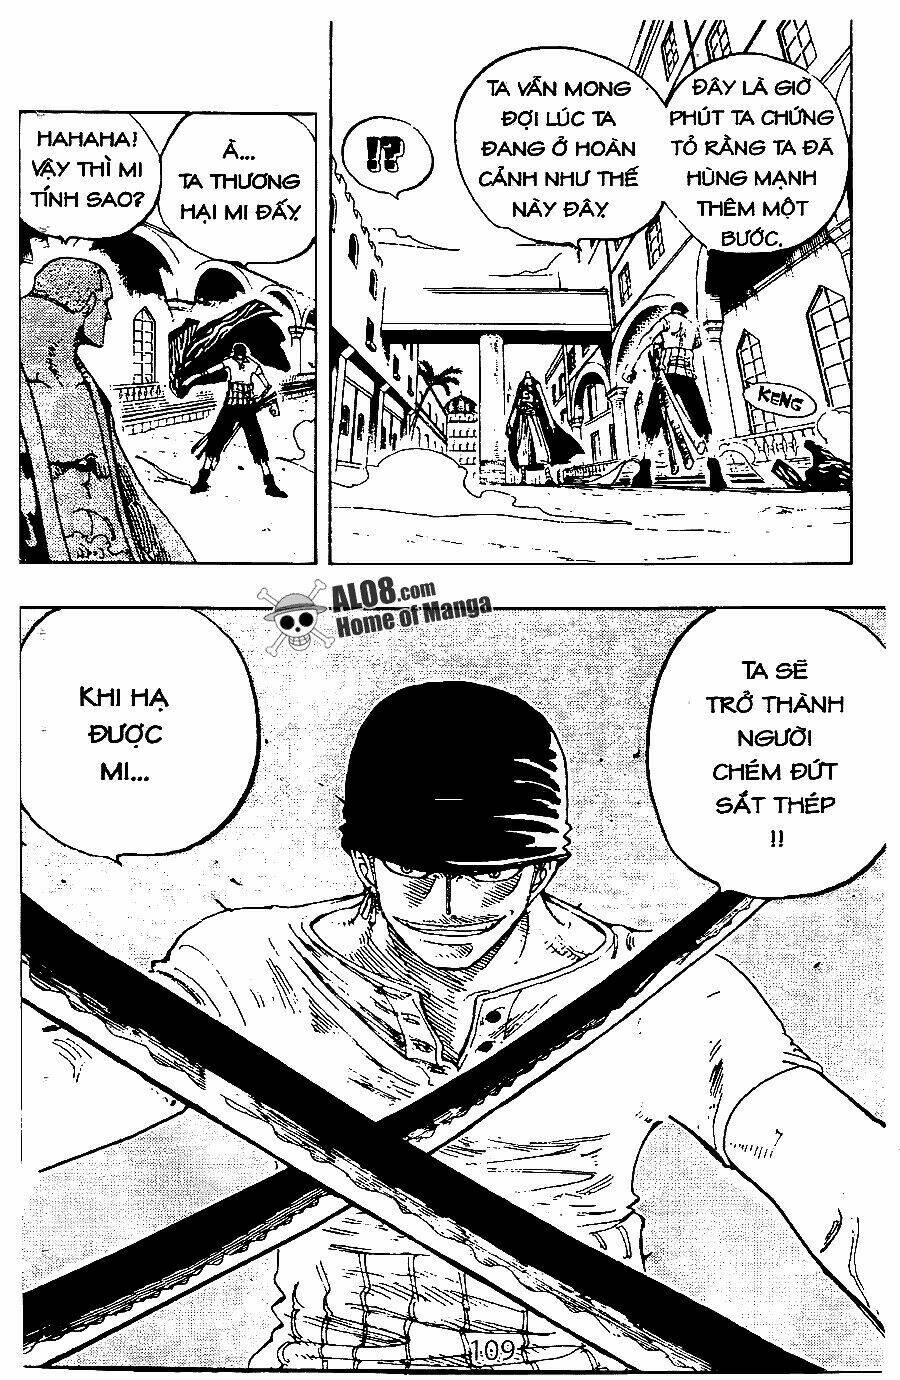 HAHAHA!
VẬY THÌ MI
TÍNH SAO?
À...
TA THƯƠNG
HẠI MI ĐẤY.
!?
TA VẪN MONG
ĐỢI LÚC TA
ĐANG Ở HOÀN
CẢNH NHƯ THẾ
NÀY ĐÂY.
ĐÂY LÀ GIỜ
PHÚT TA CHỨNG
TỎ RẰNG TA ĐÃ
HÙNG MẠNH
THÊM MỘT
BƯỚC.
KENG
AL08.com
Home of Manga
KHI HẠ
ĐƯỢC
MI...
TA SẼ
TRỞ THÀNH
NGƯỜI
CHÉM ĐỨT
SẮT THÉP
!!
109